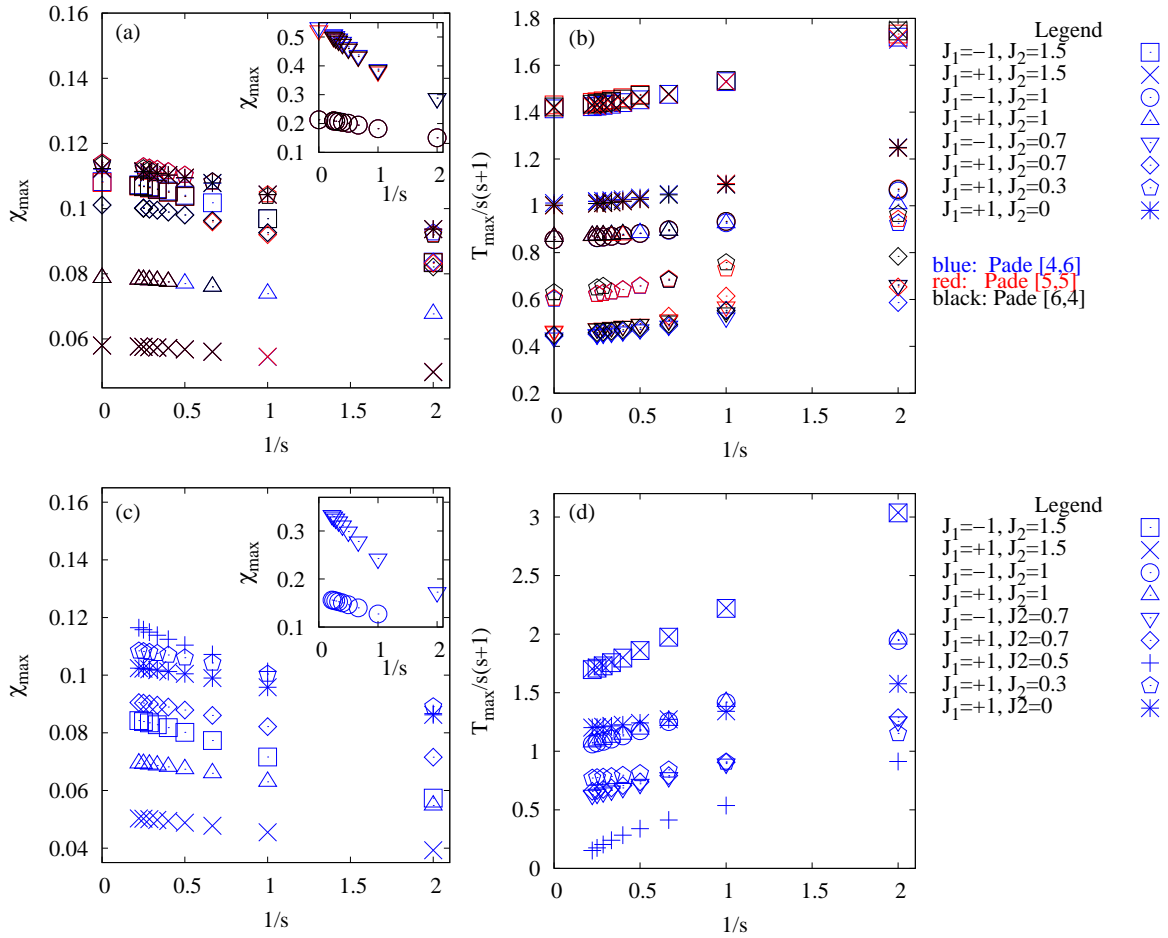 (a)
χmax
0.16
0.14
0.12
0.1
0.08
0.06
0
0.5
1
1.5
2
1/s
χmax
0.5
0.4
0.3
0.2
0.1
0
1
2
1/s
(b)
Tmax/s(s+1)
1.8
1.6
1.4
1.2
1
0.8
0.6
0.4
0.2
0
0.5
1
1.5
2
1/s
Legend
J1=−1, J2=1.5
J1=+1, J2=1.5
J1=−1, J2=1
J1=+1, J2=1
J1=−1, J2=0.7
J1=+1, J2=0.7
J1=+1, J2=0.3
J1=+1, J2=0
blue: Pade [4,6]
red: Pade [5,5]
black: Pade [6,4]
(c)
χmax
0.16
0.14
0.12
0.1
0.08
0.06
0.04
0
0.5
1
1.5
2
1/s
χmax
0.3
0.2
0.1
0
1
2
1/s
(d)
Tmax/s(s+1)
3
2.5
2
1.5
1
0.5
0
0
0.5
1
1.5
2
1/s
Legend
J1=−1, J2=1.5
J1=+1, J2=1.5
J1=−1, J2=1
J1=+1, J2=1
J1=−1, J2=0.7
J1=+1, J2=0.7
J1=+1, J2=0.5
J1=+1, J2=0.3
J1=+1, J2=0